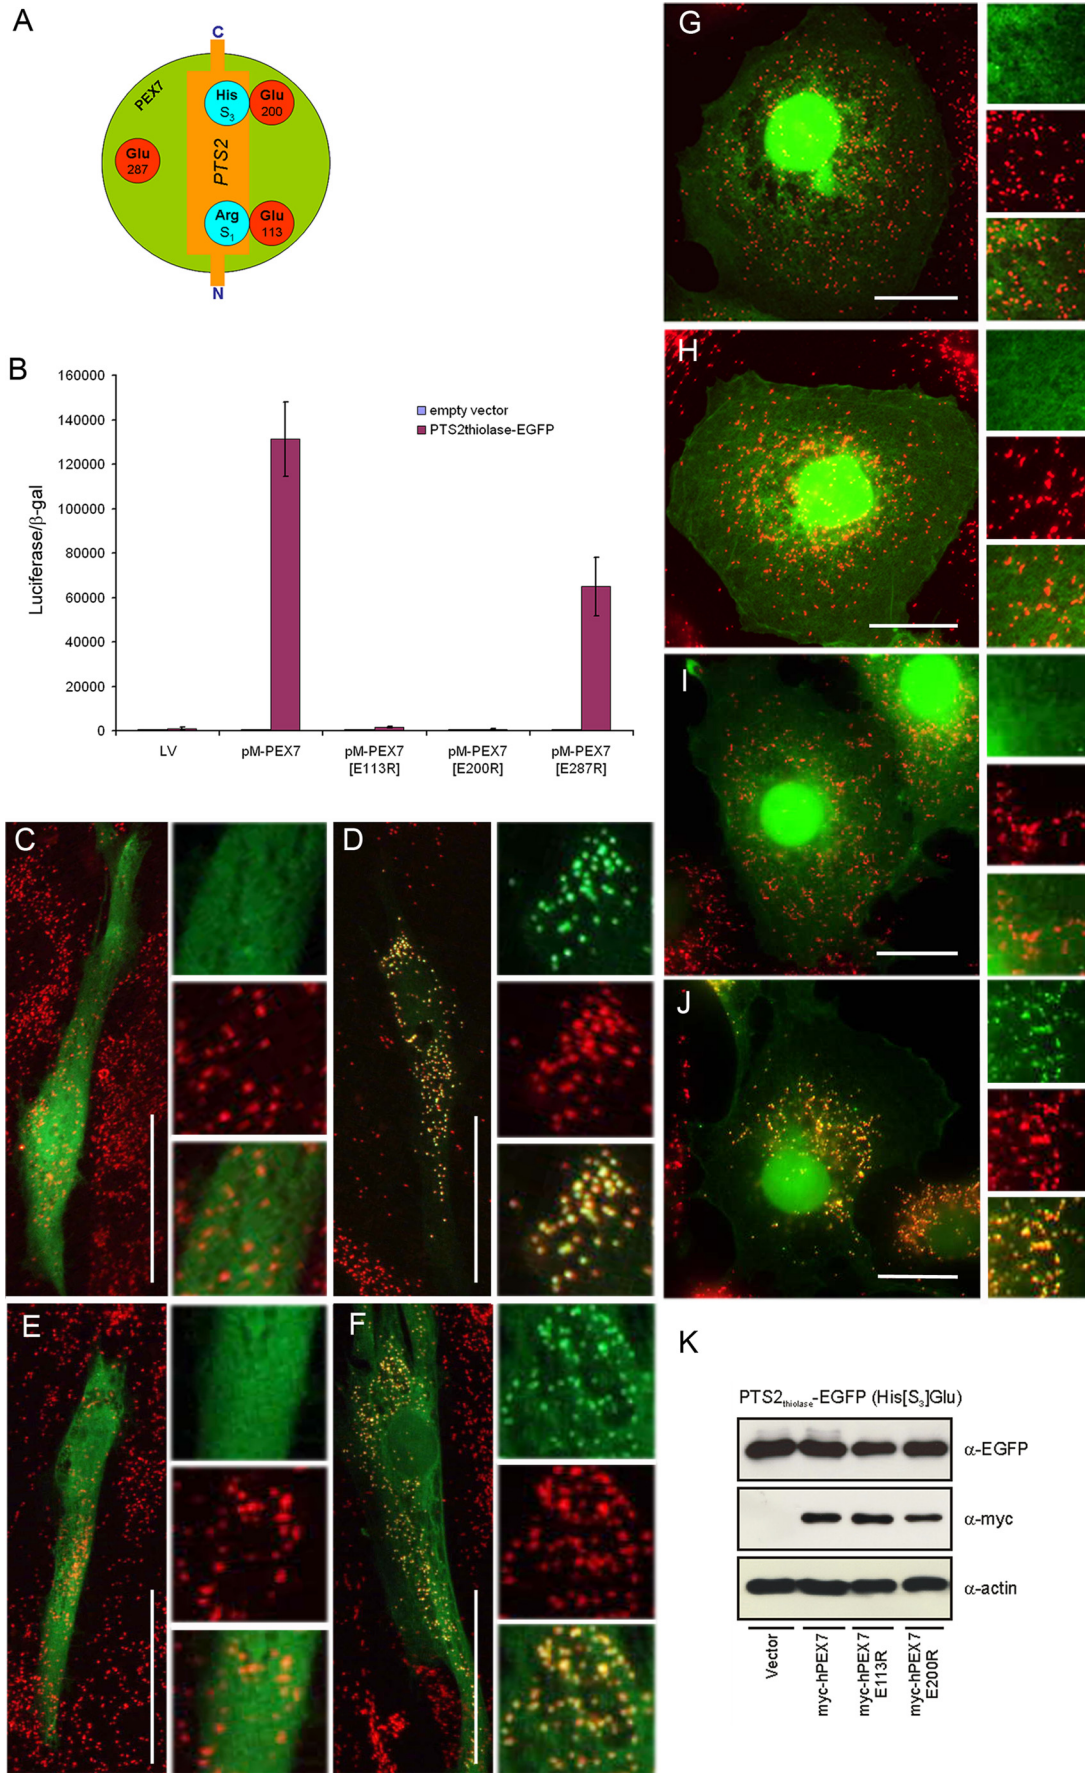 A
C
PEX7
His
S3
Glu
200
Glu
287
PTS2
Arg
S1
Glu
113
N
B
160000
140000
120000
100000
80000
60000
40000
20000
0
Luciferase/β-gal
empty vector
PTS2thiolase-EGFP
LV
pM-PEX7
pM-PEX7
[E113R]
pM-PEX7
[E200R]
pM-PEX7
[E287R]
C
D
E
F
G
H
I
J
K
PTS2thiolase-EGFP (His[S3]Glu)
α-EGFP
α-myc
α-actin
Vector
myc-hPEX7
myc-hPEX7
E113R
myc-hPEX7
E200R